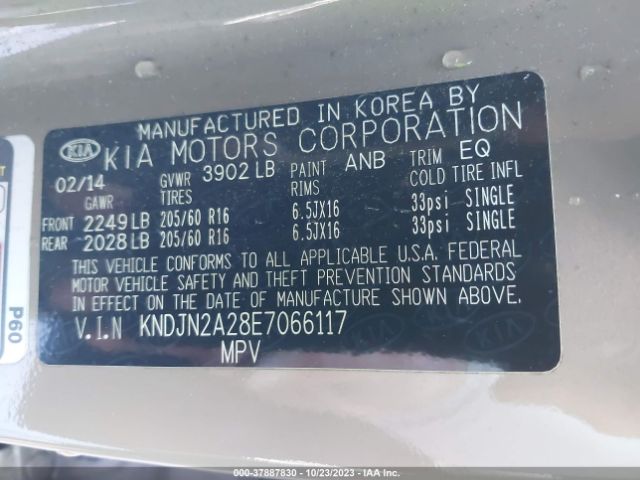 MANUFACTURED IN KOREA BY
KIA KIA MOTORS CORPORATION
02/14 GVWR 3902 LB PAINT ANB TRIM EQ
GAWR TIRES RIMS COLD TIRE INFL
FRONT 2249 LB 205/60 R16 6.5JX16 33psi SINGLE
REAR 2028 LB 205/60 R16 6.5JX16 33psi SINGLE
THIS VEHICLE CONFORMS TO ALL APPLICABLE U.S.A. FEDERAL
MOTOR VEHICLE SAFETY AND THEFT PREVENTION STANDARDS
IN EFFECT ON THE DATE OF MANUFACTURE SHOWN ABOVE.
V.I.N KNDJN2A28E7066117
MPV
P60
000-37887830 - 10/23/2023 - IAA Inc.